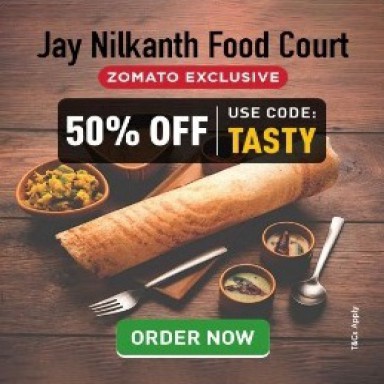 Jay Nilkanth Food Court
ZOMATO EXCLUSIVE
50% OFF
USE CODE:
TASTY
ORDER NOW
T&Cs Apply